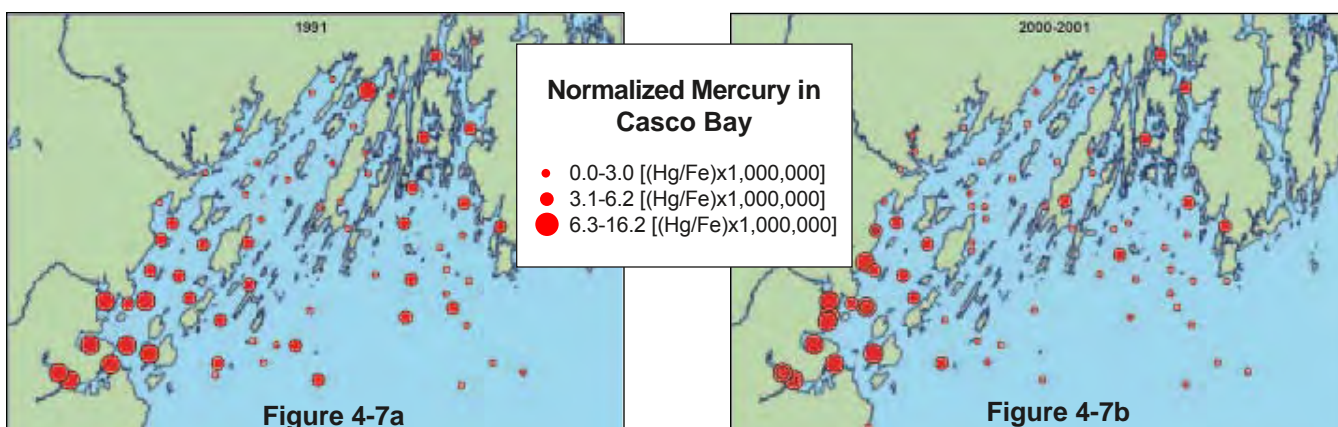 1991
Normalized Mercury in
Casco Bay
0.0-3.0 [(Hg/Fe)x1,000,000]
3.1-6.2 [(Hg/Fe)x1,000,000]
6.3-16.2 [(Hg/Fe)x1,000,000]
2000-2001
Figure 4-7a
Figure 4-7b